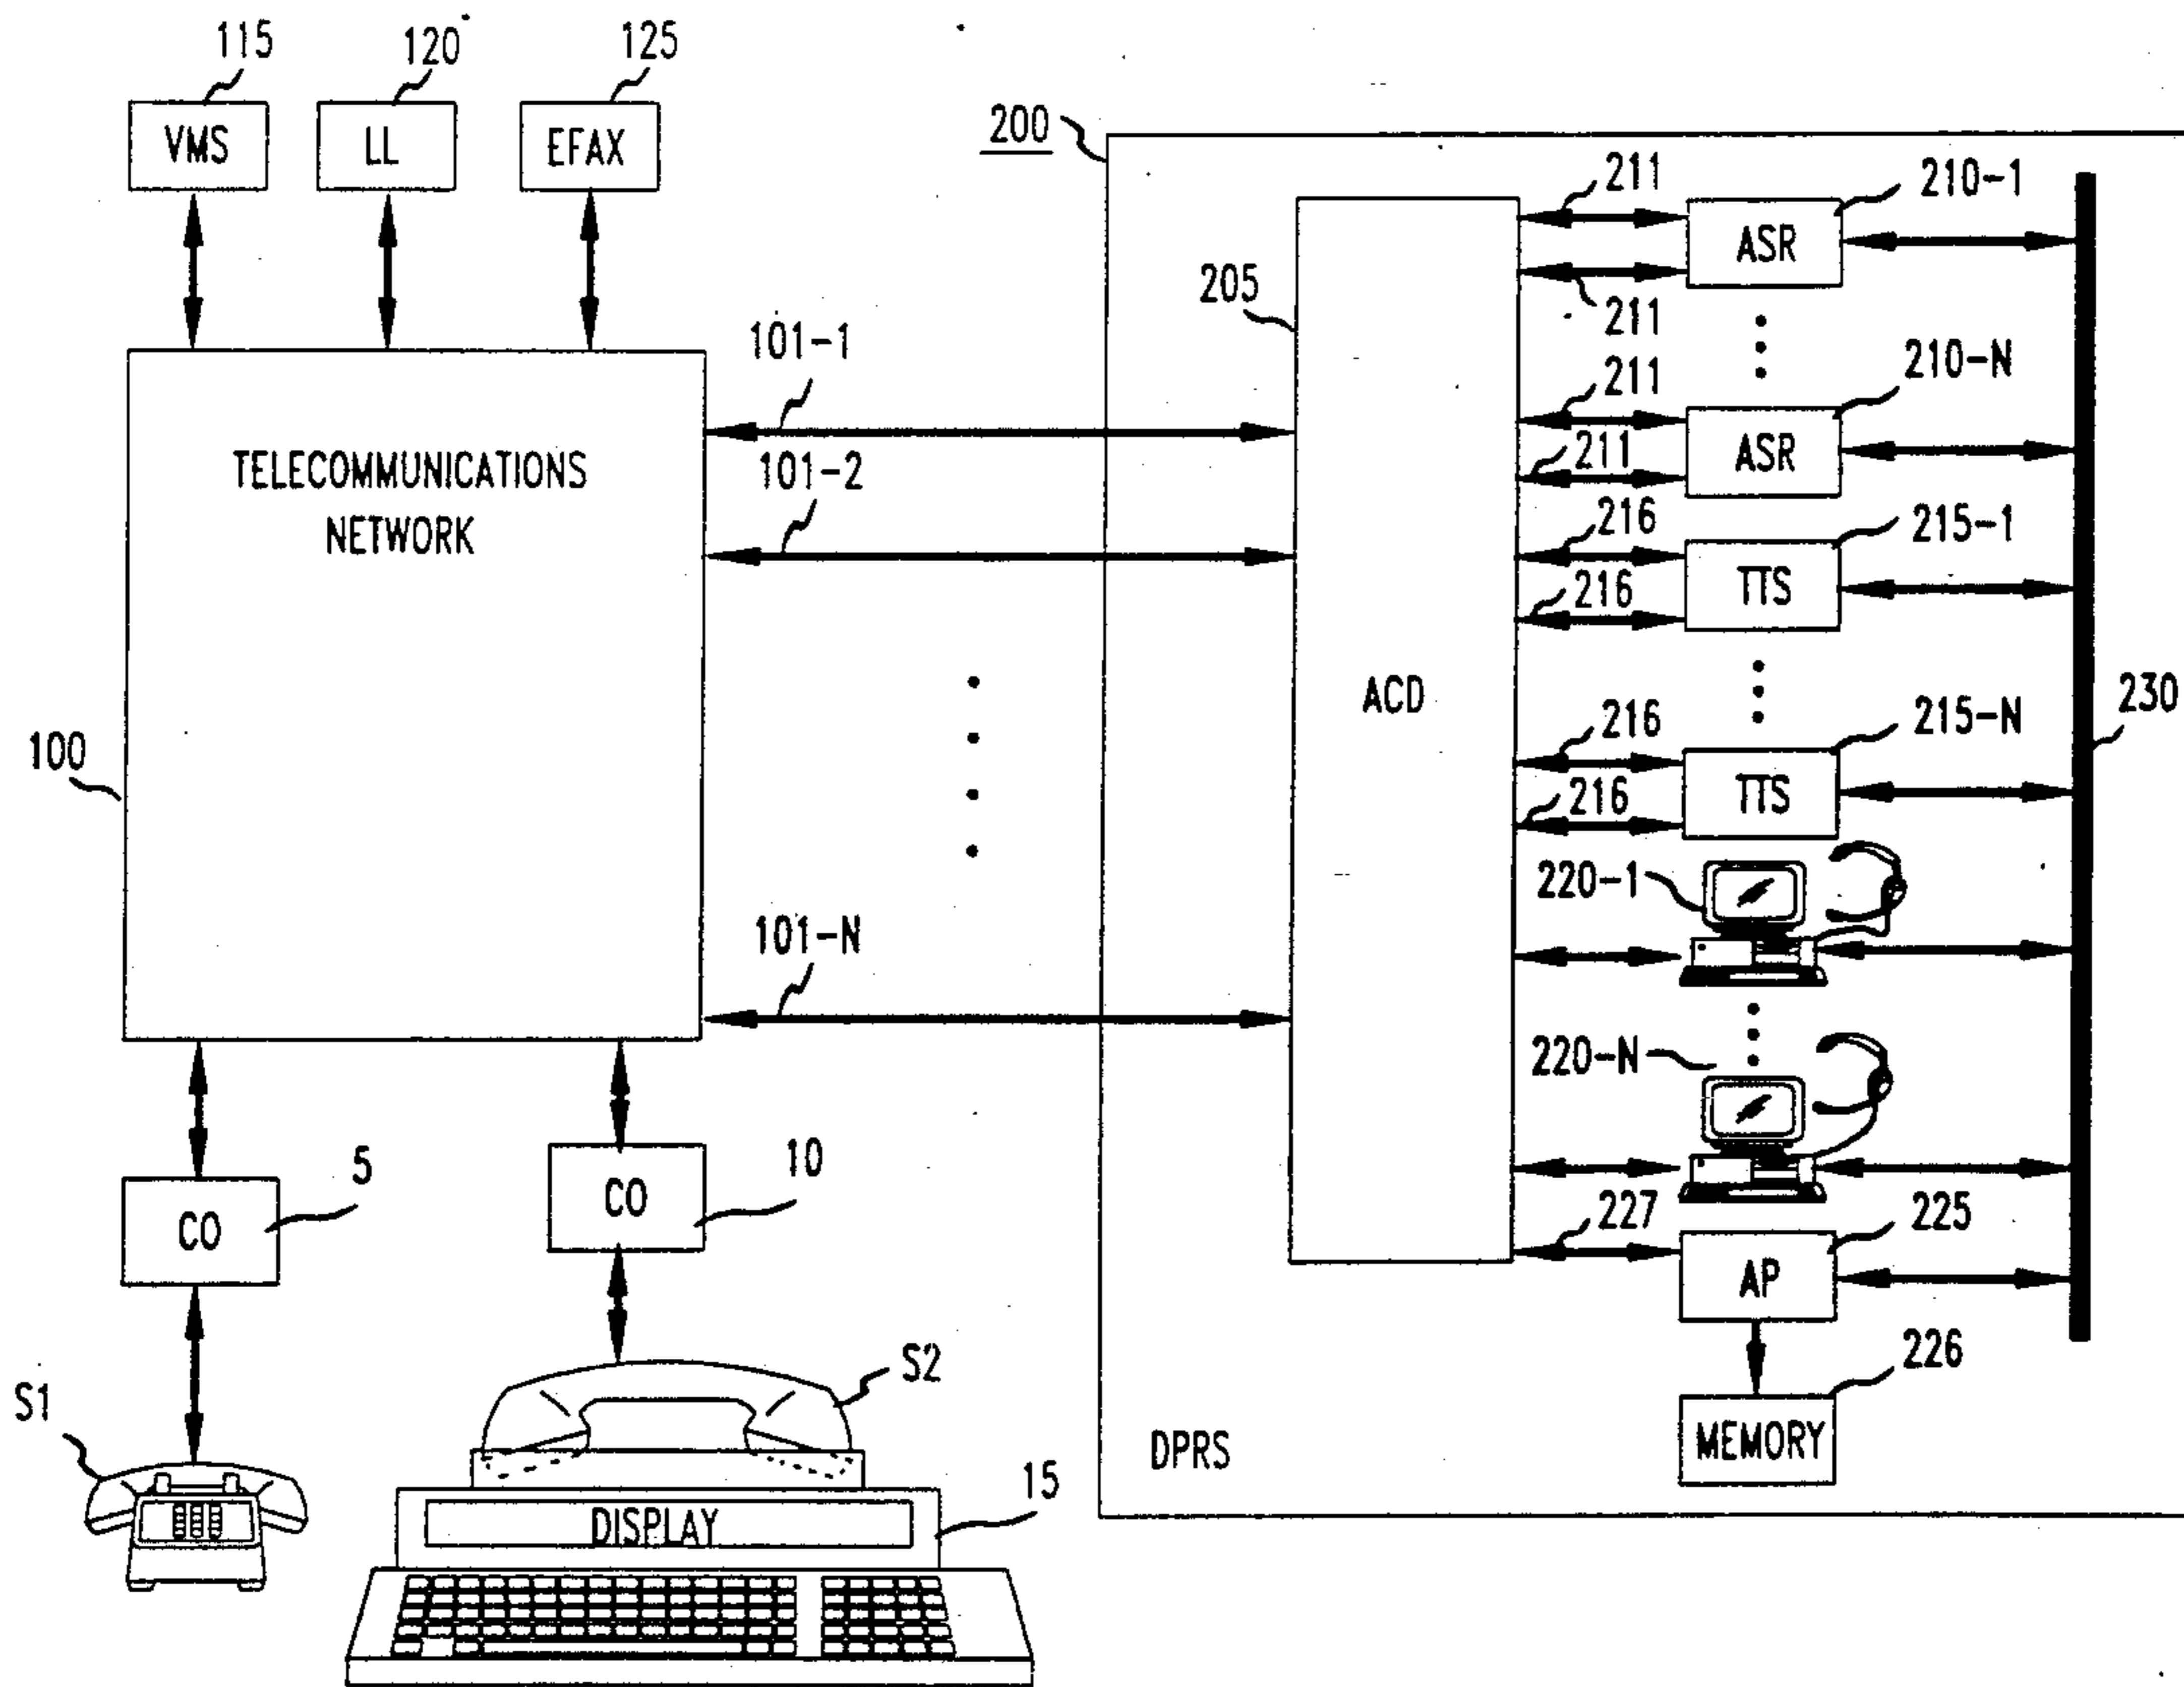 115
120
125
VMS
LL
EFAX
200
211
210-1
ASR
205
211
101-1
211
210-N
TELECOMMUNICATIONS
NETWORK
101-2
211
ASR
216
215-1
TTS
216
ACD
230
100
216
215-N
TTS
216
220-1
101-N
220-N
5
10
CO
CO
227
225
AP
S1
S2
226
DPRS
MEMORY
15
DISPLAY